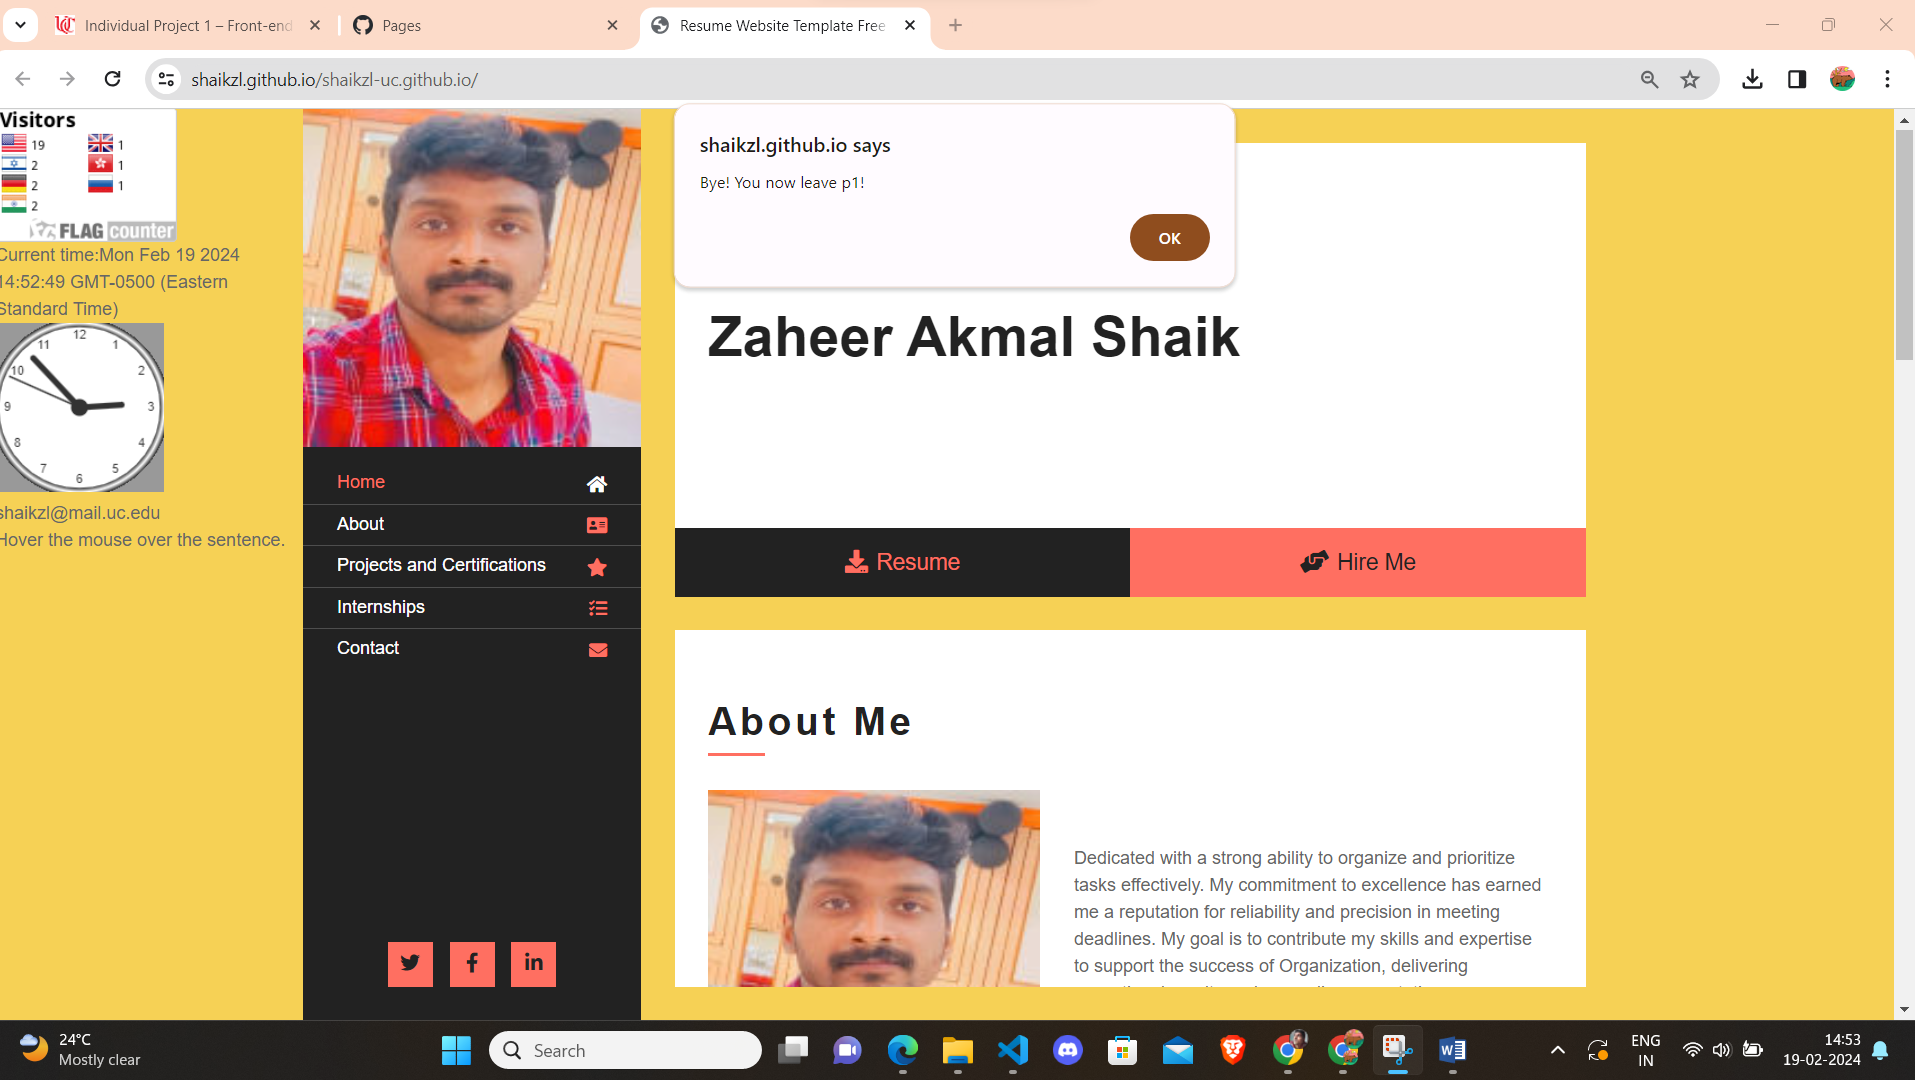 Individual Project 1 – Front-end
Pages
Resume Website Template Free
shaikzl.github.io/shaikzl-uc.github.io/
Visitors
19 1
2 1
2 1
2
FLAG counter
Current time:Mon Feb 19 2024
14:52:49 GMT-0500 (Eastern
Standard Time)
12
11 1
10 2
9 3
8 4
7 5
6
shaikzl@mail.uc.edu
Hover the mouse over the sentence.
Home
About
Projects and Certifications
Internships
Contact
shaikzl.github.io says
Bye! You now leave p1!
OK
Zaheer Akmal Shaik
Resume
Hire Me
About Me
Dedicated with a strong ability to organize and prioritize
tasks effectively. My commitment to excellence has earned
me a reputation for reliability and precision in meeting
deadlines. My goal is to contribute my skills and expertise
to support the success of Organization, delivering
24°C
Mostly clear
Search
ENG
IN
14:53
19-02-2024